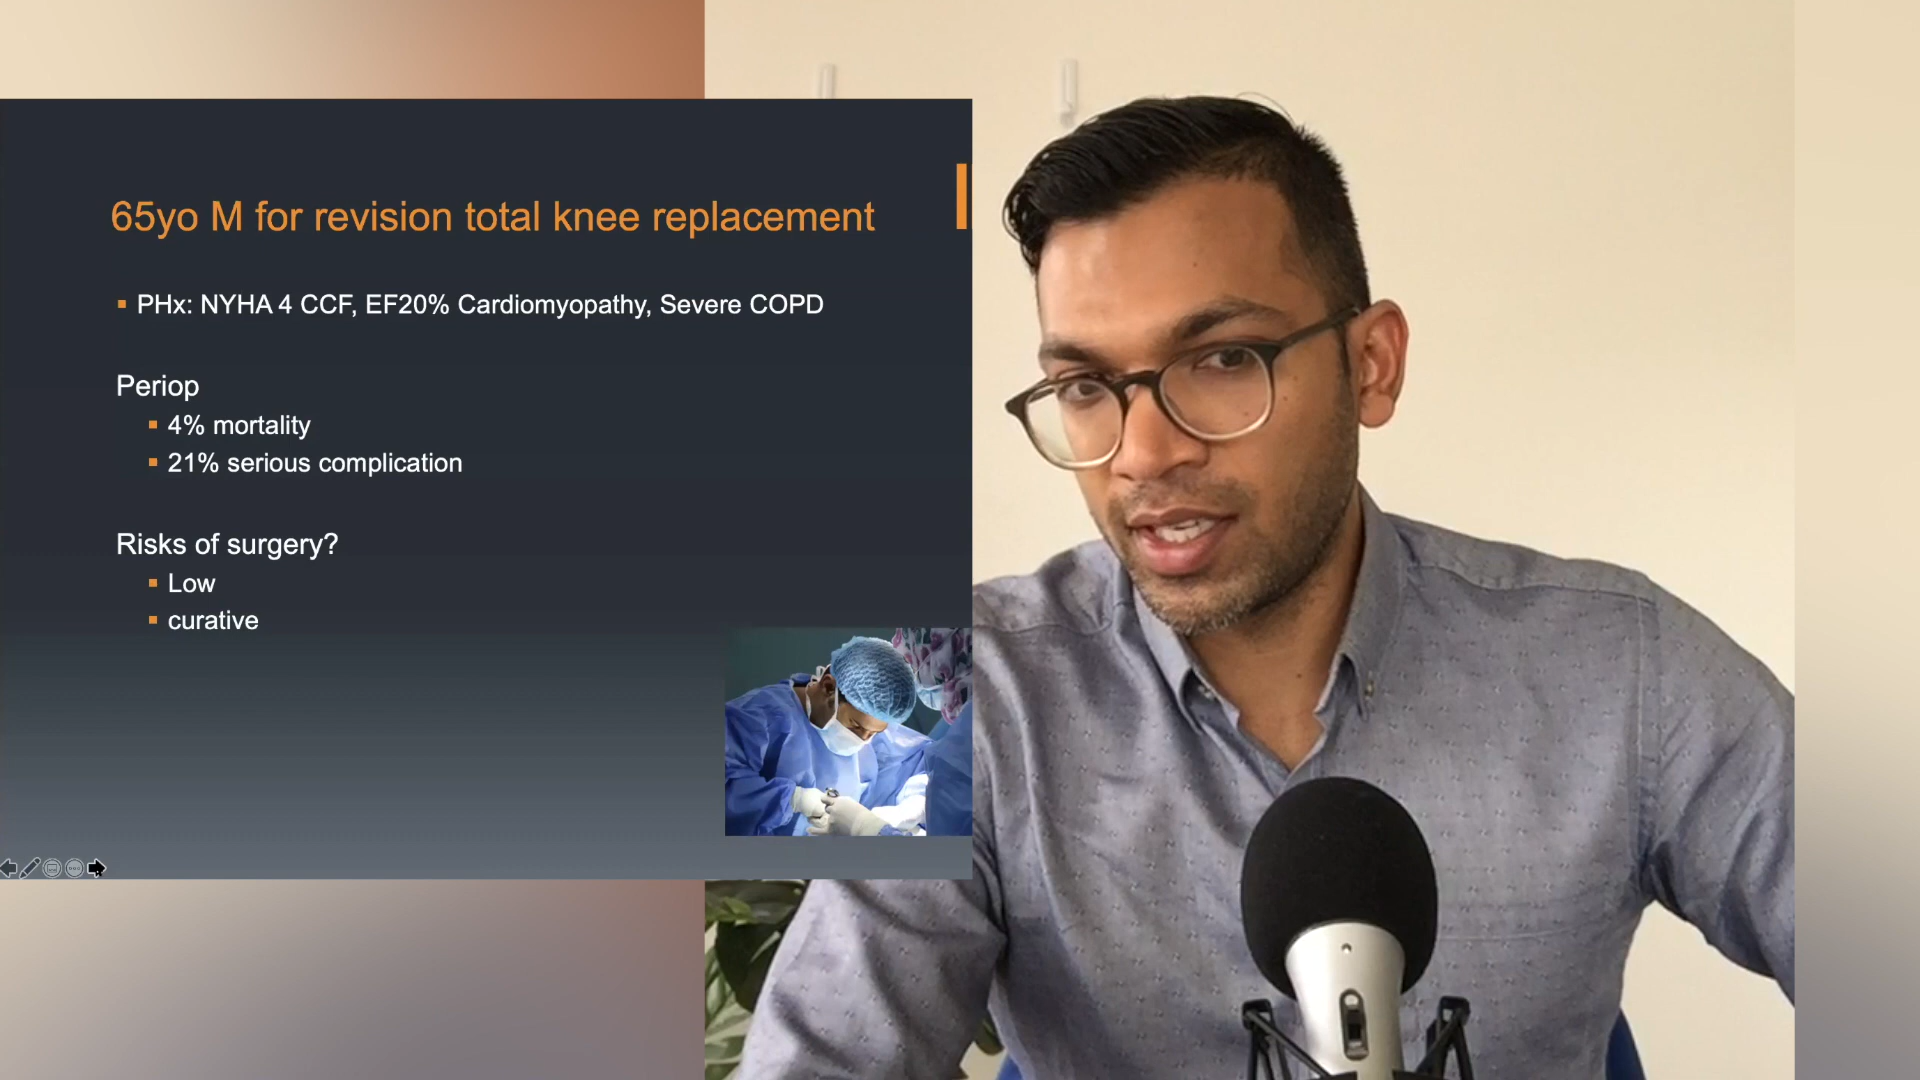 65yo M for revision total knee replacement
PHx: NYHA 4 CCF, EF20% Cardiomyopathy, Severe COPD
Periop
4% mortality
21% serious complication
Risks of surgery?
Low
curative